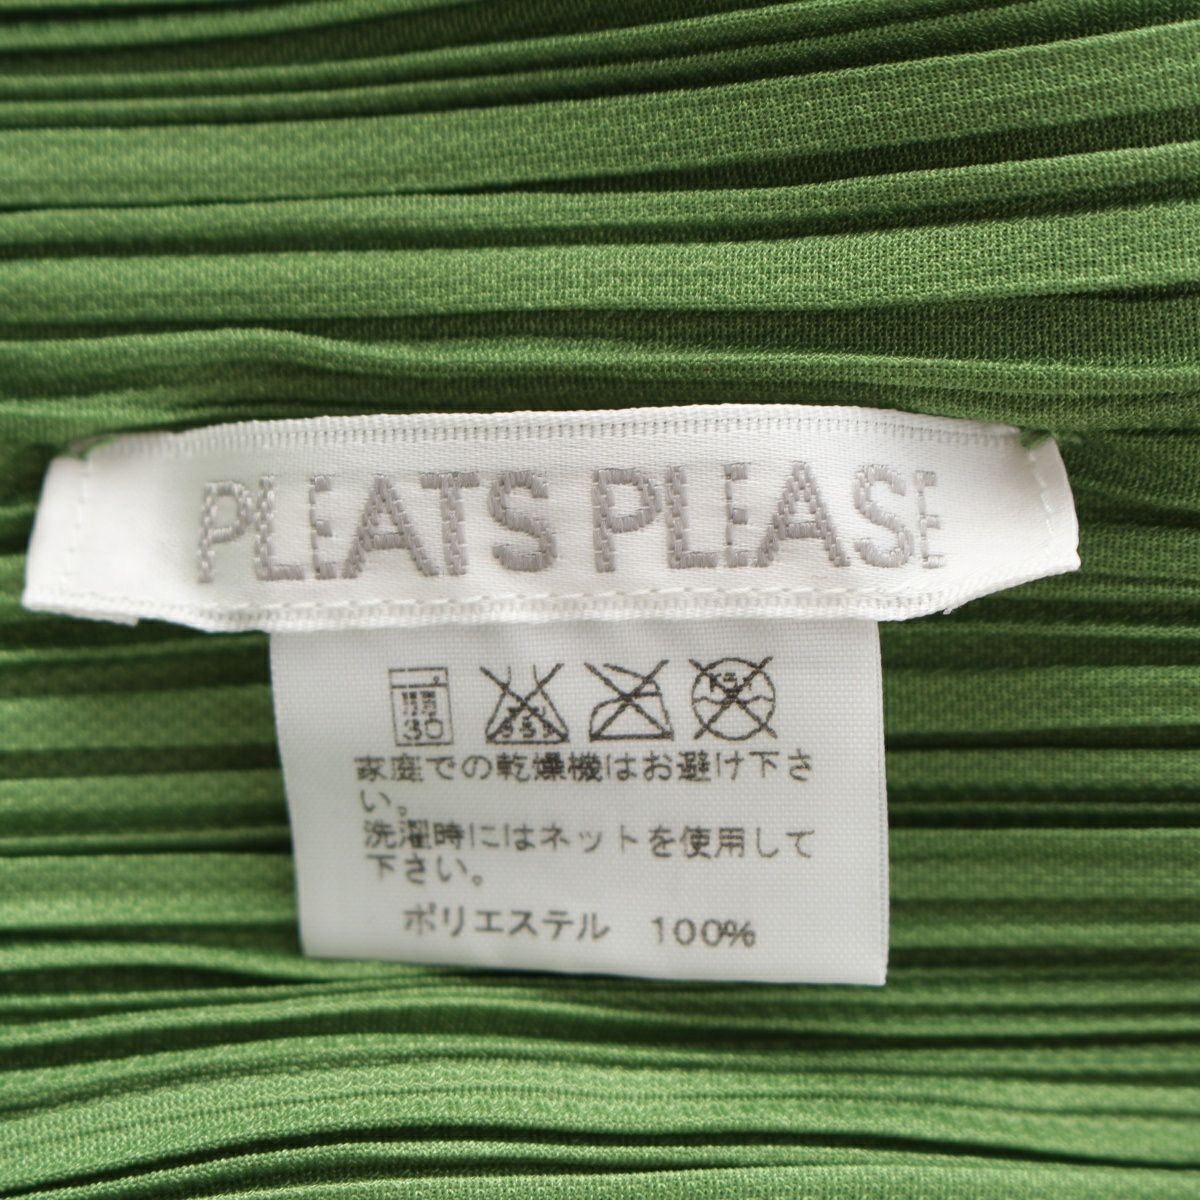 PLEATS PLEASE
30
家庭での乾燥機はお避け下さ
い。
洗濯時にはネットを使用して
下さい。
ポリエステル 100%